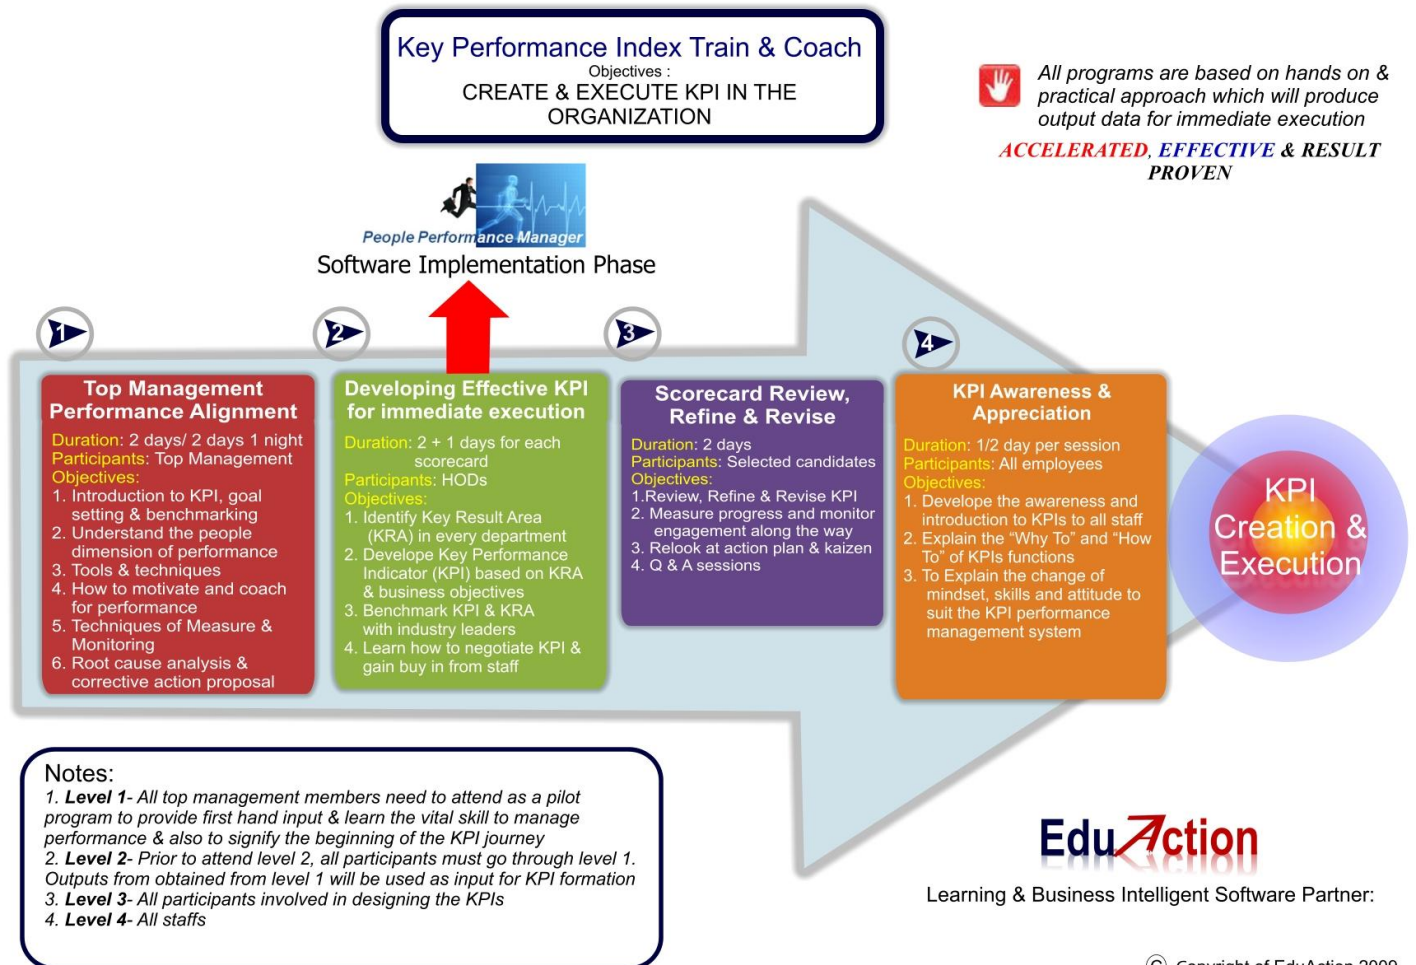 Key Performance Index Train & Coach
Objectives :
CREATE & EXECUTE KPI IN THE
ORGANIZATION
All programs are based on hands on &
practical approach which will produce
output data for immediate execution
ACCELERATED, EFFECTIVE & RESULT
PROVEN
People Performance Manager
Software Implementation Phase
1
2
3
4
Top Management
Performance Alignment
Duration: 2 days/ 2 days 1 night
Participants: Top Management
Objectives:
1. Introduction to KPI, goal
setting & benchmarking
2. Understand the people
dimension of performance
3. Tools & techniques
4. How to motivate and coach
for performance
5. Techniques of Measure &
Monitoring
6. Root cause analysis &
corrective action proposal
Developing Effective KPI
for immediate execution
Duration: 2 + 1 days for each
scorecard
Participants: HODs
Objectives:
1. Identify Key Result Area
(KRA) in every department
2. Develope Key Performance
Indicator (KPI) based on KRA
& business objectives
3. Benchmark KPI & KRA
with industry leaders
4. Learn how to negotiate KPI &
gain buy in from staff
Scorecard Review,
Refine & Revise
Duration: 2 days
Participants: Selected candidates
Objectives:
1.Review, Refine & Revise KPI
2. Measure progress and monitor
engagement along the way
3. Relook at action plan & kaizen
4. Q & A sessions
KPI Awareness &
Appreciation
Duration: 1/2 day per session
Participants: All employees
Objectives:
1. Develope the awareness and
introduction to KPIs to all staff
2. Explain the “Why To” and “How
To” of KPIs functions
3. To Explain the change of
mindset, skills and attitude to
suit the KPI performance
management system
KPI
Creation &
Execution
Notes:
1. Level 1- All top management members need to attend as a pilot
program to provide first hand input & learn the vital skill to manage
performance & also to signify the beginning of the KPI journey
2. Level 2- Prior to attend level 2, all participants must go through level 1.
Outputs from obtained from level 1 will be used as input for KPI formation
3. Level 3- All participants involved in designing the KPIs
4. Level 4- All staffs
EduAction
Learning & Business Intelligent Software Partner:
© Copyright of EduAction 2009